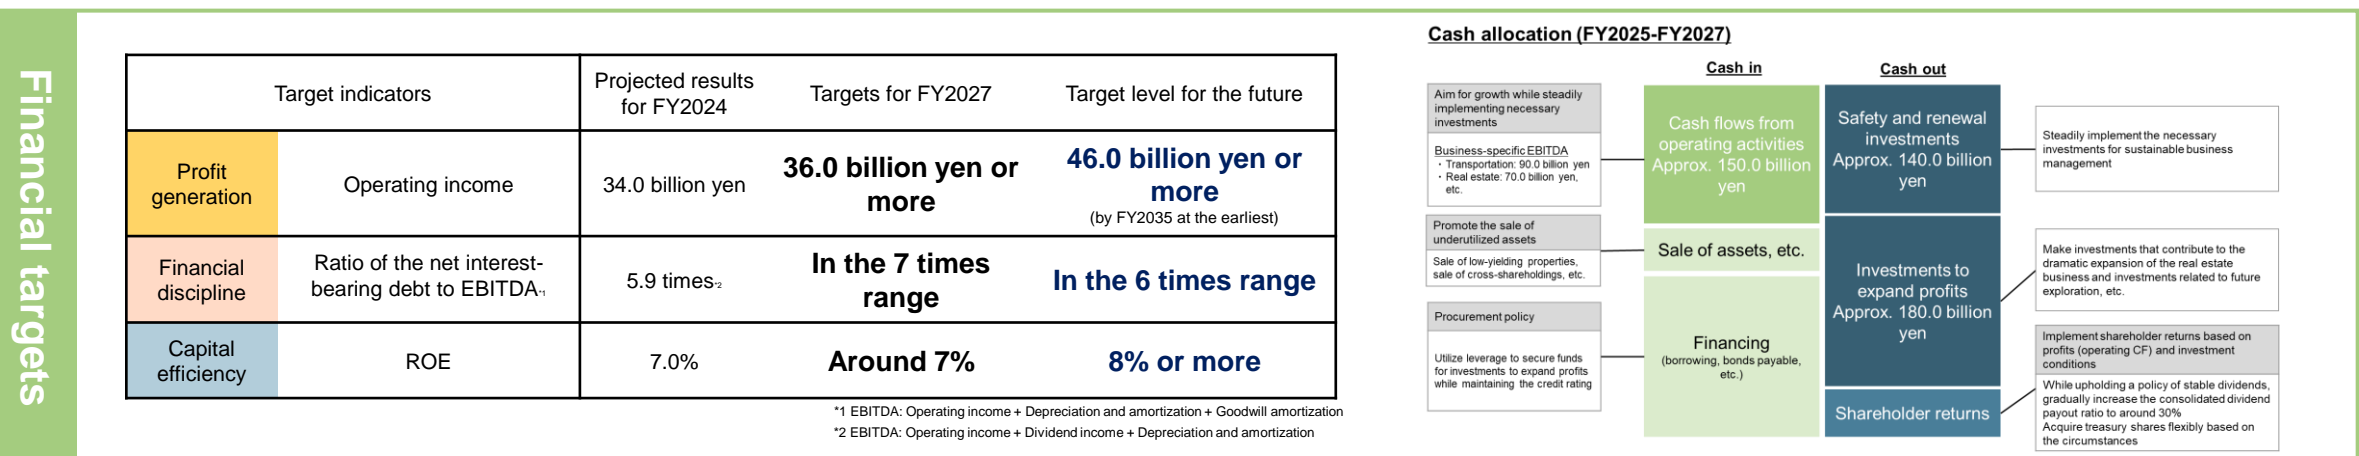 Financial targets
Target indicators
Projected results
for FY2024
Targets for FY2027
Target level for the future
Profit
generation
Operating income
34.0 billion yen
36.0 billion yen or
more
46.0 billion yen or
more
(by FY2035 at the earliest)
Financial
discipline
Ratio of the net interest-
bearing debt to EBITDA*1
5.9 times*2
In the 7 times
range
In the 6 times range
Capital
efficiency
ROE
7.0%
Around 7%
8% or more
*1 EBITDA: Operating income + Depreciation and amortization + Goodwill amortization
*2 EBITDA: Operating income + Dividend income + Depreciation and amortization
Cash allocation (FY2025-FY2027)
Cash in
Cash out
Aim for growth while steadily
implementing necessary
investments
Business-specific EBITDA
・Transportation: 90.0 billion yen
・Real estate: 70.0 billion yen,
etc.
Promote the sale of
underutilized assets
Sale of low-yielding properties,
sale of cross-shareholdings, etc.
Procurement policy
Utilize leverage to secure funds
for investments to expand profits
while maintaining the credit rating
Cash flows from
operating activities
Approx. 150.0 billion
yen
Sale of assets, etc.
Financing
(borrowing, bonds payable,
etc.)
Safety and renewal
investments
Approx. 140.0 billion
yen
Investments to
expand profits
Approx. 180.0 billion
yen
Shareholder returns
Steadily implement the necessary
investments for sustainable business
management
Make investments that contribute to the
dramatic expansion of the real estate
business and investments related to future
exploration, etc.
Implement shareholder returns based on
profits (operating CF) and investment
conditions
While upholding a policy of stable dividends,
gradually increase the consolidated dividend
payout ratio to around 30%
Acquire treasury shares flexibly based on
the circumstances